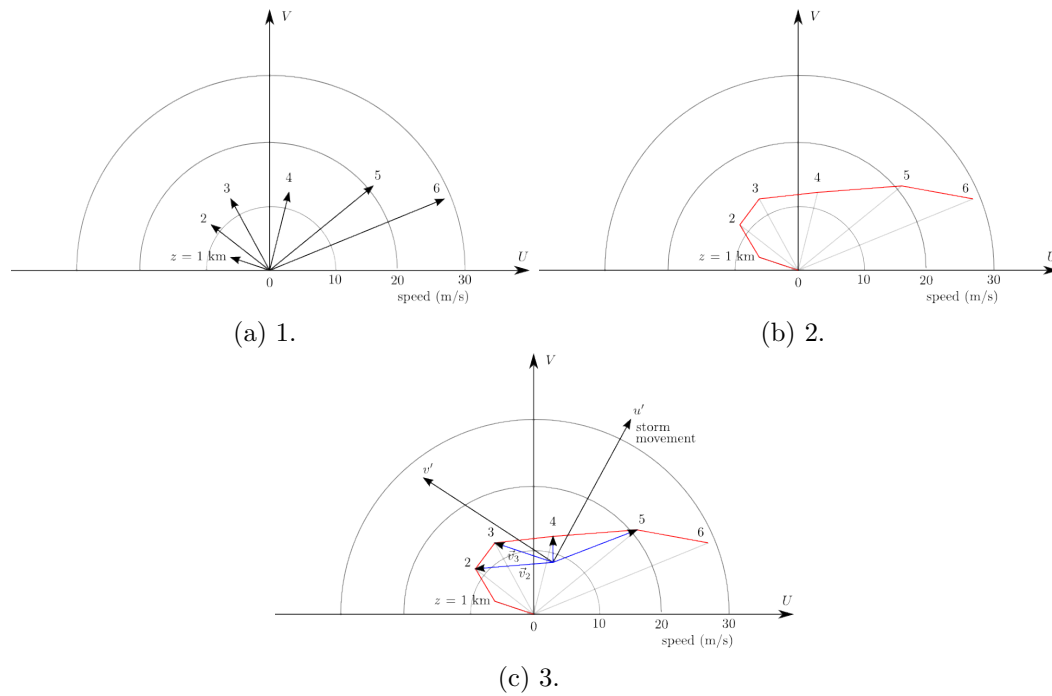 V
3
4
5
6
2
z = 1 km
U
0
10
20
30
speed (m/s)
(a) 1.
V
3
4
5
6
2
z = 1 km
U
0
10
20
30
speed (m/s)
(b) 2.
V
u′
storm
movement
v′
3
4
5
6
2
v⃗₃
v⃗₂
z = 1 km
U
0
10
20
30
speed (m/s)
(c) 3.